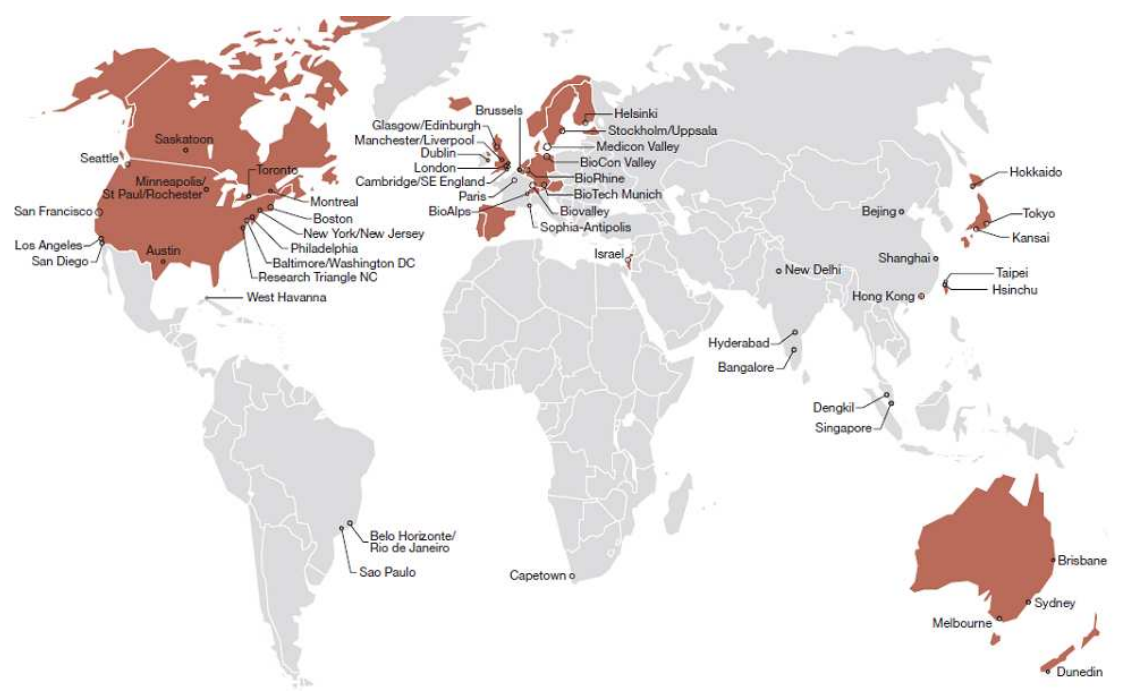 Saskatoon
Seattle
Minneapolis/
St Paul/Rochester
Toronto
Montreal
San Francisco
Boston
New York/New Jersey
Los Angeles
Philadelphia
San Diego
Austin
Baltimore/Washington DC
Research Triangle NC
West Havanna
Belo Horizonte/
Rio de Janeiro
Sao Paulo
Brussels
Glasgow/Edinburgh
Manchester/Liverpool
Dublin
London
Cambridge/SE England
Paris
BioAlps
Helsinki
Stockholm/Uppsala
Medicon Valley
BioCon Valley
BioRhine
BioTech Munich
Biovalley
Sophia-Antipolis
Israel
Capetown
Hokkaido
Bejing
Tokyo
Kansai
Shanghai
New Delhi
Taipei
Hsinchu
Hong Kong
Hyderabad
Bangalore
Dengkil
Singapore
Brisbane
Sydney
Melbourne
Dunedin